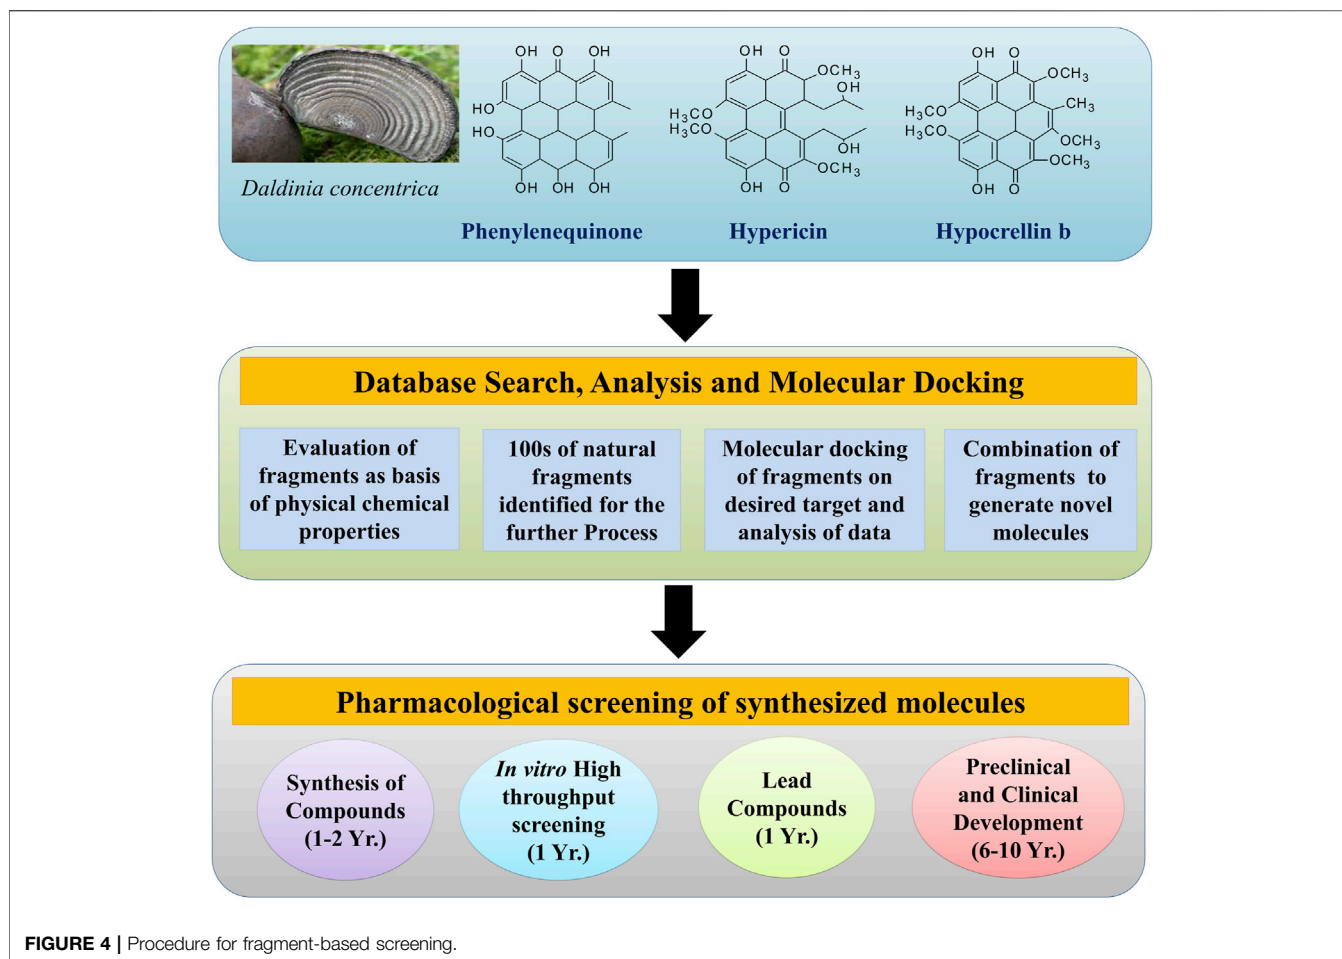 OH O OH
HO
HO
OH OH OH
OH O
OCH3
OH
H3CO
H3CO
OH
OCH3
OH O
OH O
OCH3
CH3
H3CO
H3CO
OCH3
OCH3
OH O
Daldinia concentrica
Phenylenequinone Hypericin Hypocrellin b
Database Search, Analysis and Molecular Docking
Evaluation of
fragments as basis
of physical chemical
properties
100s of natural
fragments
identified for the
further Process
Molecular docking
of fragments on
desired target and
analysis of data
Combination of
fragments to
generate novel
molecules
Pharmacological screening of synthesized molecules
Synthesis of
Compounds
(1-2 Yr.)
In vitro High
throughput
screening
(1 Yr.)
Lead
Compounds
(1 Yr.)
Preclinical
and Clinical
Development
(6-10 Yr.)
FIGURE 4 | Procedure for fragment-based screening.